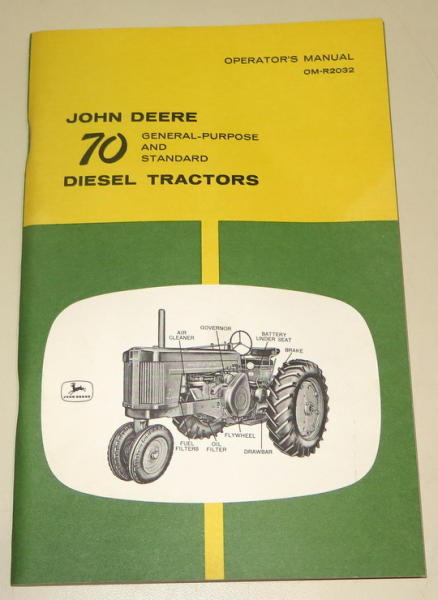 OPERATOR'S MANUAL
OM-R2032
JOHN DEERE
70 GENERAL-PURPOSE
AND
STANDARD
DIESEL TRACTORS
AIR
CLEANER
GOVERNOR
BATTERY
UNDER SEAT
BRAKE
JOHN DEERE
FUEL
FILTERS
OIL
FILTER
FLYWHEEL
DRAWBAR